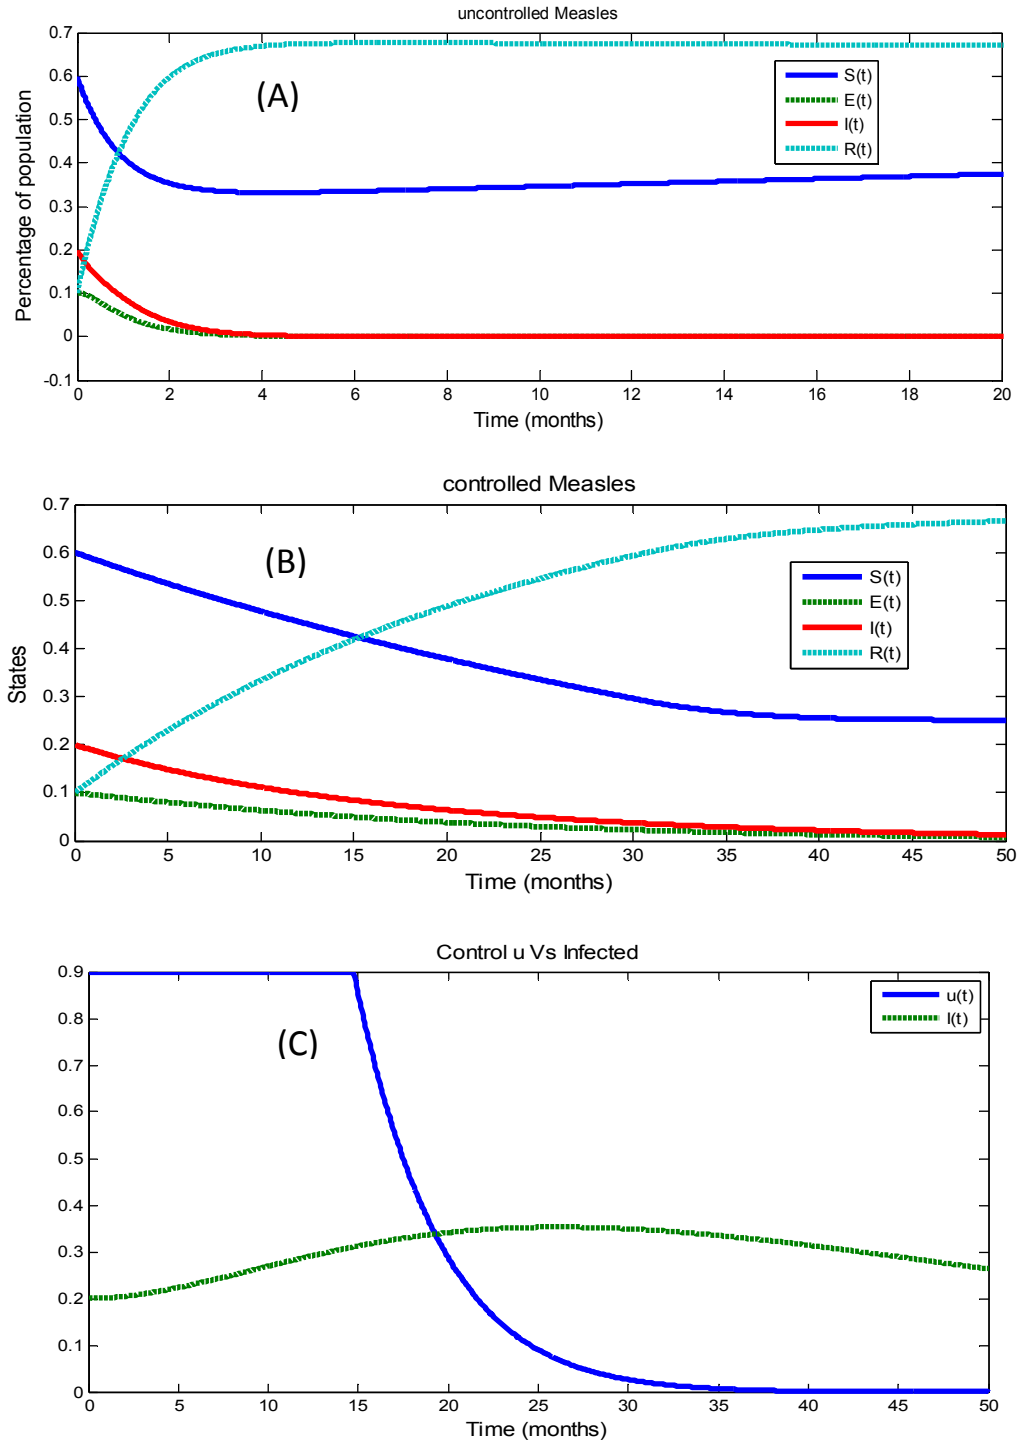 uncontrolled Measles
0.7
0.6
0.5
0.4
0.3
0.2
0.1
0
-0.1
Percentage of population
(A)
S(t)
E(t)
I(t)
R(t)
0 2 4 6 8 10 12 14 16 18 20
Time (months)
controlled Measles
0.7
0.6
0.5
0.4
0.3
0.2
0.1
0
States
(B)
S(t)
E(t)
I(t)
R(t)
0 5 10 15 20 25 30 35 40 45 50
Time (months)
Control u Vs Infected
0.9
0.8
0.7
0.6
0.5
0.4
0.3
0.2
0.1
0
(C)
u(t)
I(t)
0 5 10 15 20 25 30 35 40 45 50
Time (months)